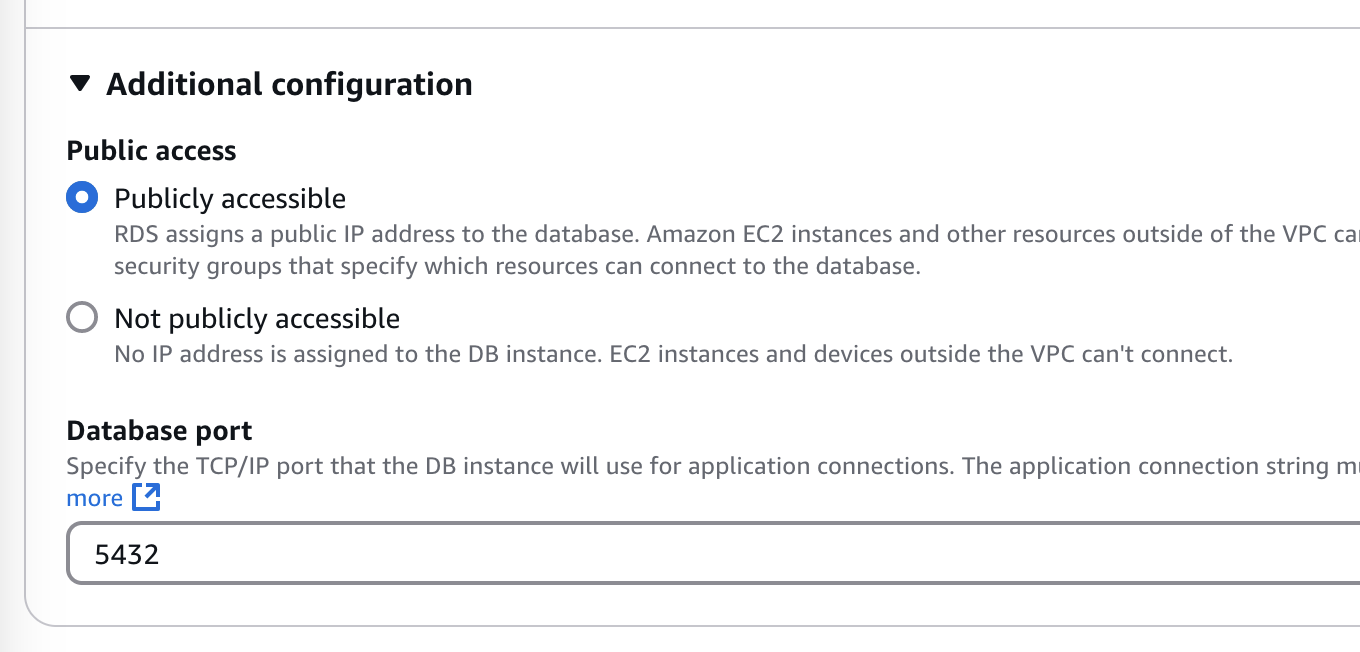 Additional configuration
Public access
Publicly accessible
RDS assigns a public IP address to the database. Amazon EC2 instances and other resources outside of the VPC
security groups that specify which resources can connect to the database.
Not publicly accessible
No IP address is assigned to the DB instance. EC2 instances and devices outside the VPC can't connect.
Database port
Specify the TCP/IP port that the DB instance will use for application connections. The application connection string
more
5432